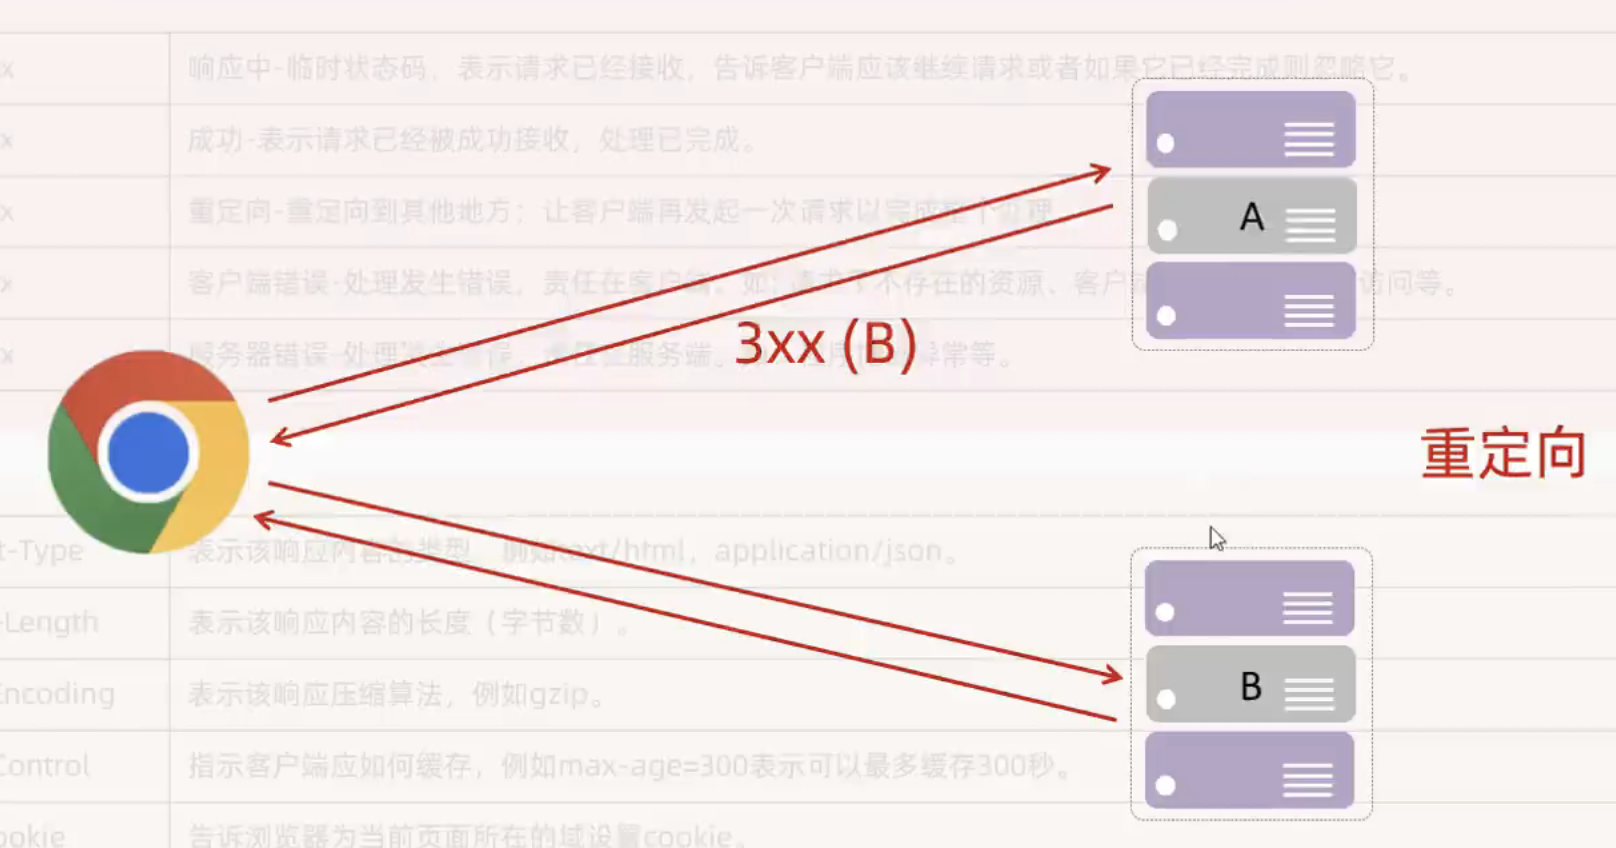 x
响应中-临时状态码，表示请求已经接收，告诉客户端应该继续请求或者如果它已经完成则忽略它。
x
成功-表示请求已经被成功接收，处理已完成。
x
重定向-重定向到其他地方；让客户端再发起一次请求以完成整个处理
A
x
客户端错误-处理发生错误，责任在客户端。如：请求了不存在的资源、客户 访问等。
x
服务器错误-处理发生错误，责任在服务端。 异常等。
3xx (B)
重定向
t-Type
表示该响应内容的类型，例如text/html，application/json。
-Length
表示该响应内容的长度（字节数）。
Encoding
表示该响应压缩算法，例如gzip。
B
Control
指示客户端应如何缓存，例如max-age=300表示可以最多缓存300秒。
ookie
告诉浏览器为当前页面所在的域设置cookie。